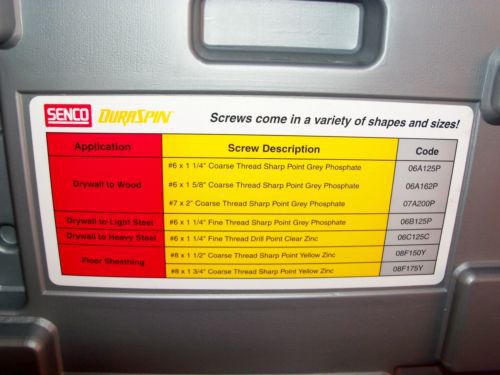 SENCO DURASPIN Screws come in a variety of shapes and sizes!
Application Screw Description Code
Drywall to Wood
#6 x 1 1/4" Coarse Thread Sharp Point Grey Phosphate 06A125P
#6 x 1 5/8" Coarse Thread Sharp Point Grey Phosphate 06A162P
#7 x 2" Coarse Thread Sharp Point Grey Phosphate 07A200P
Drywall to Light Steel #6 x 1 1/4" Fine Thread Sharp Point Grey Phosphate 06B125P
Drywall to Heavy Steel #6 x 1 1/4" Fine Thread Drill Point Clear Zinc 06C125C
Floor Sheathing
#8 x 1 1/2" Coarse Thread Sharp Point Yellow Zinc 08F150Y
#8 x 1 3/4" Coarse Thread Sharp Point Yellow Zinc 08F175Y